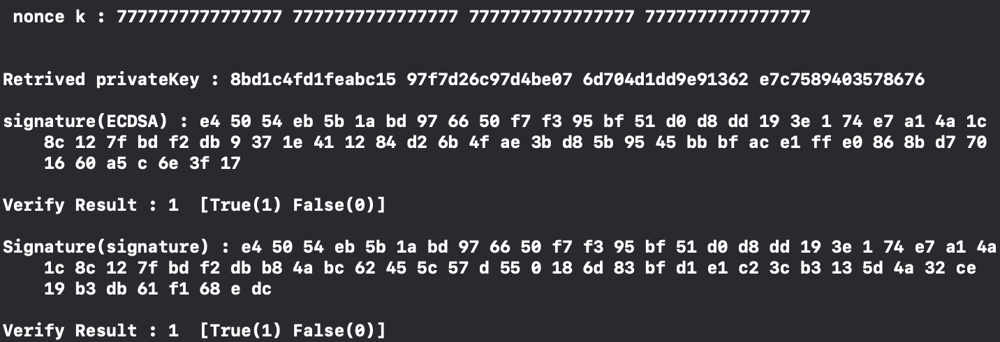 nonce k : 7777777777777777 7777777777777777 7777777777777777 7777777777777777
Retrived privateKey : 8bd1c4fd1feabc15 97f7d26c97d4be07 6d704d1dd9e91362 e7c7589403578676
signature(ECDSA) : e4 50 54 eb 5b 1a bd 97 66 50 f7 f3 95 bf 51 d0 d8 dd 19 3e 1 74 e7 a1 4a 1c
8c 12 7f bd f2 db 9 37 1e 41 12 84 d2 6b 4f ae 3b d8 5b 95 45 bb bf ac e1 ff e0 86 8b d7 70
16 60 a5 c 6e 3f 17
Verify Result : 1 [True(1) False(0)]
Signature(signature) : e4 50 54 eb 5b 1a bd 97 66 50 f7 f3 95 bf 51 d0 d8 dd 19 3e 1 74 e7 a1 4a
1c 8c 12 7f bd f2 db b8 4a bc 62 45 5c 57 d 55 0 18 6d 83 bf d1 e1 c2 3c b3 13 5d 4a 32 ce
19 b3 db 61 f1 68 e dc
Verify Result : 1 [True(1) False(0)]